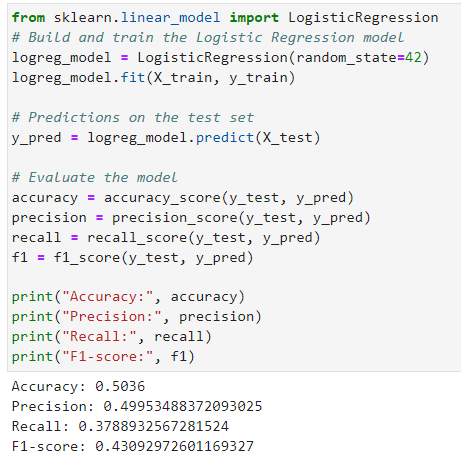 from sklearn.linear_model import LogisticRegression
# Build and train the Logistic Regression model
logreg_model = LogisticRegression(random_state=42)
logreg_model.fit(X_train, y_train)
# Predictions on the test set
y_pred = logreg_model.predict(X_test)
# Evaluate the model
accuracy = accuracy_score(y_test, y_pred)
precision = precision_score(y_test, y_pred)
recall = recall_score(y_test, y_pred)
f1 = f1_score(y_test, y_pred)
print("Accuracy:", accuracy)
print("Precision:", precision)
print("Recall:", recall)
print("F1-score:", f1)
Accuracy: 0.5036
Precision: 0.49953488372093025
Recall: 0.3788932567281524
F1-score: 0.43092972601169327